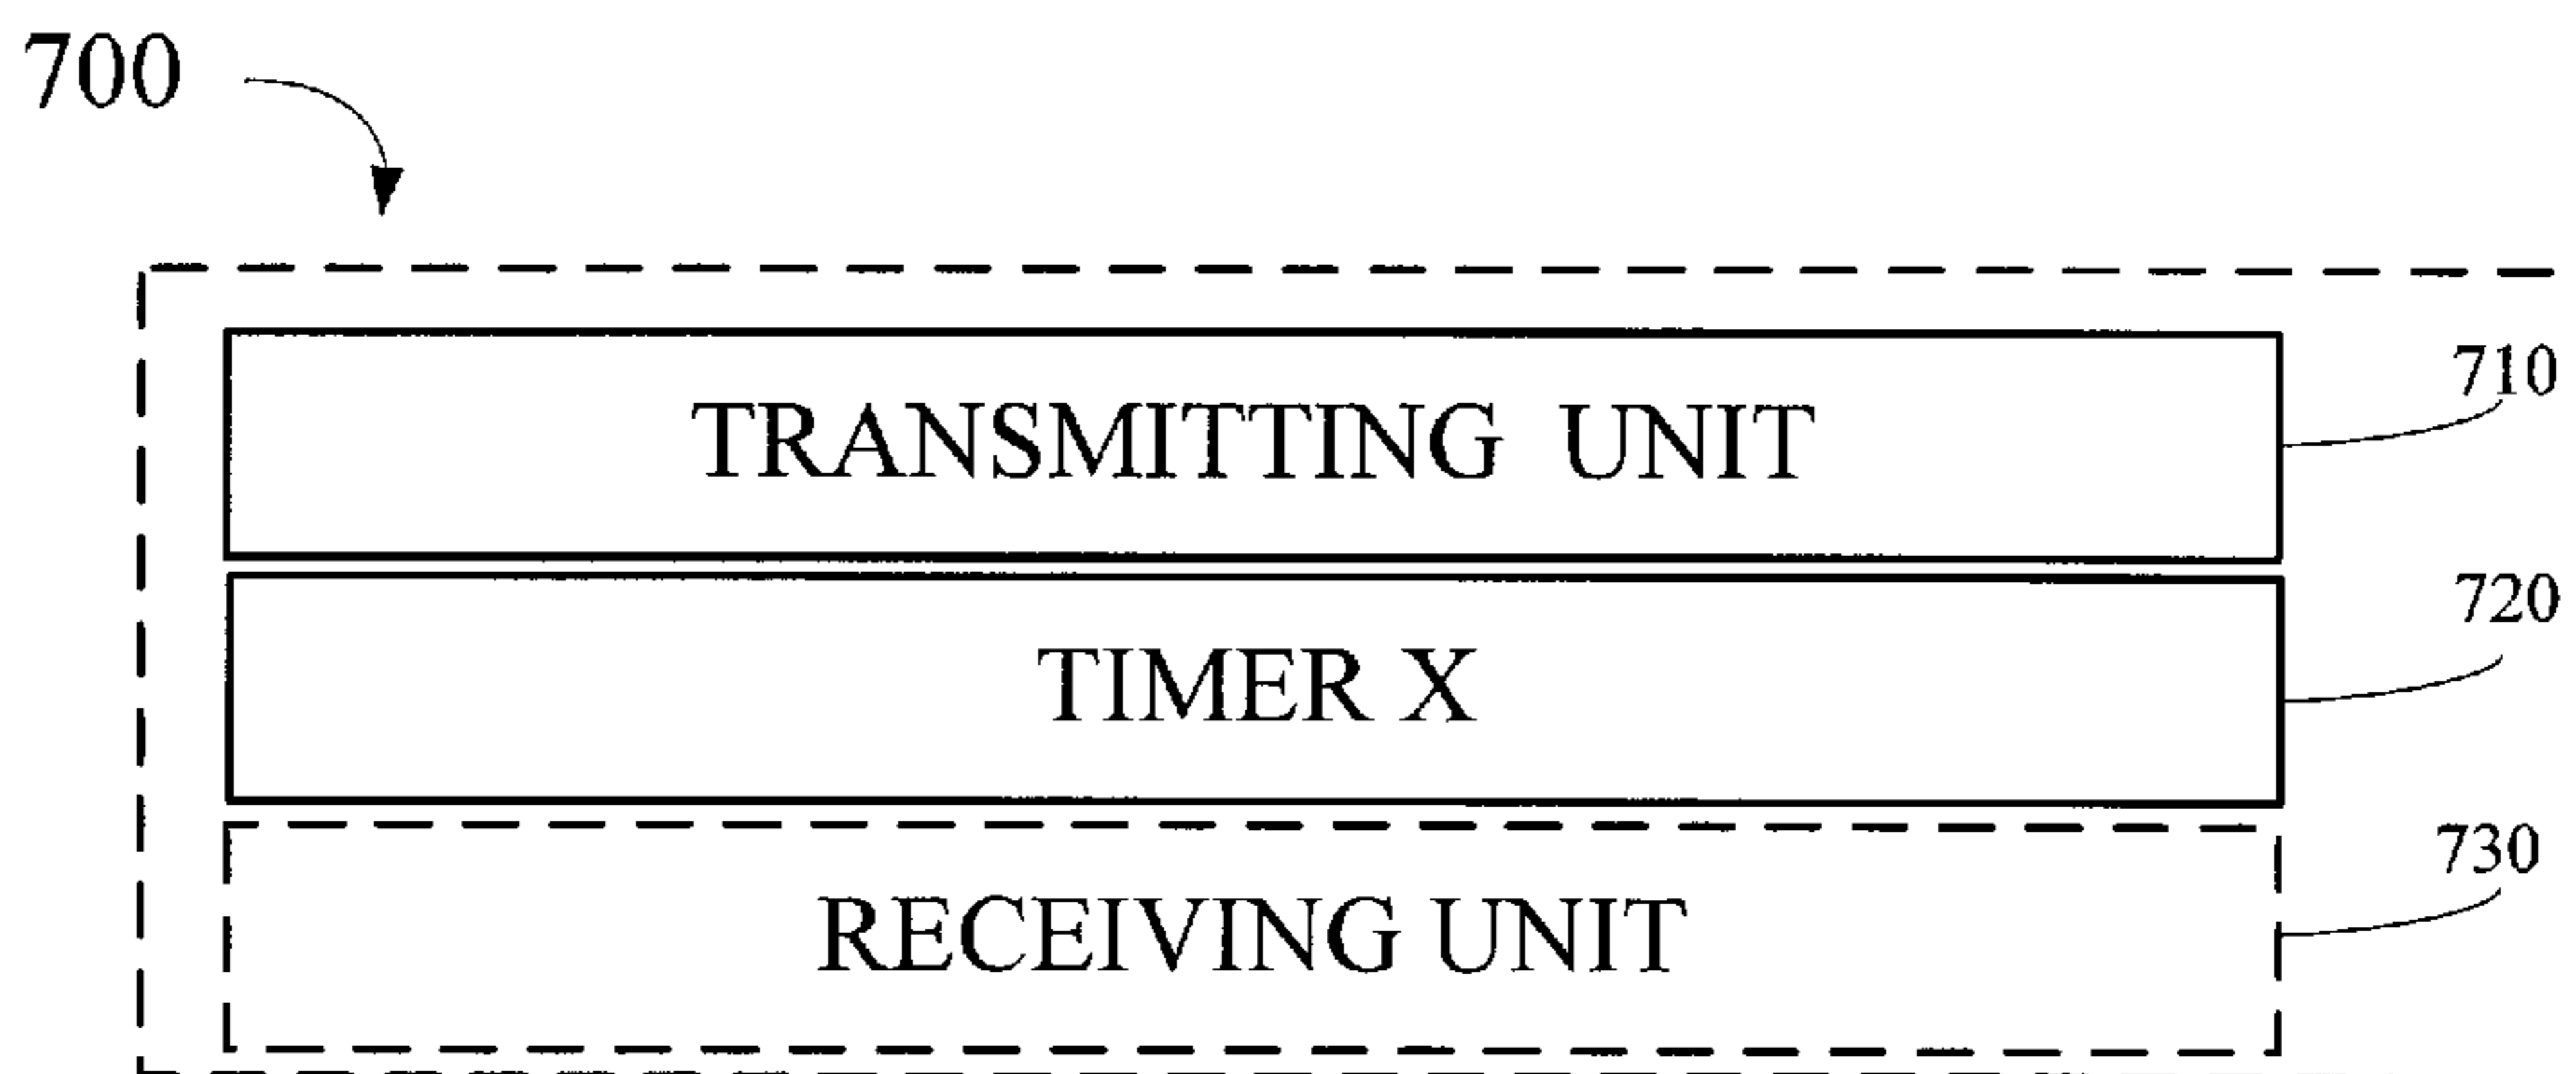 700
710
TRANSMITTING UNIT
720
TIMER X
730
RECEIVING UNIT